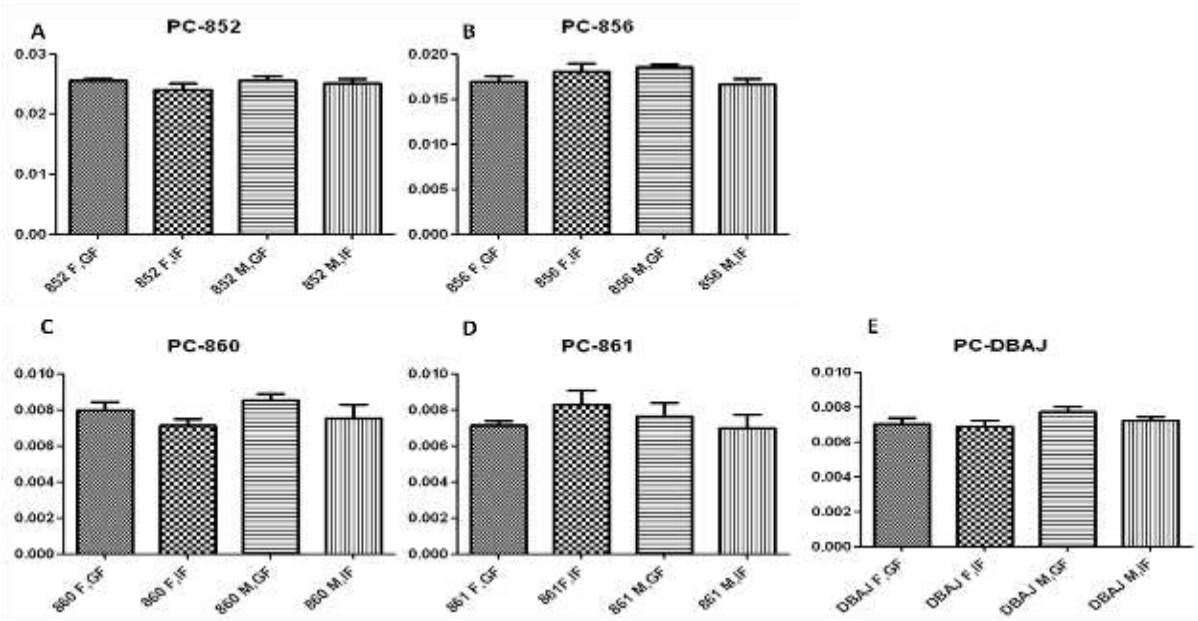 A
PC-852
0.03
0.02
0.01
0.00
852 F,GF
852 F,IF
852 M,GF
852 M,IF
B
PC-856
0.020
0.015
0.010
0.005
0.000
856 F,GF
856 F,IF
856 M,GF
856 M,IF
C
PC-860
0.010
0.008
0.006
0.004
0.002
0.000
860 F,GF
860 F,IF
860 M,GF
860 M,IF
D
PC-861
0.010
0.008
0.006
0.004
0.002
0.000
861 F,GF
861F,IF
861 M,GF
861 M,IF
E
PC-DBAJ
0.010
0.008
0.006
0.004
0.002
0.000
DBAJ F,GF
DBAJ F,IF
DBAJ M,GF
DBAJ M,IF